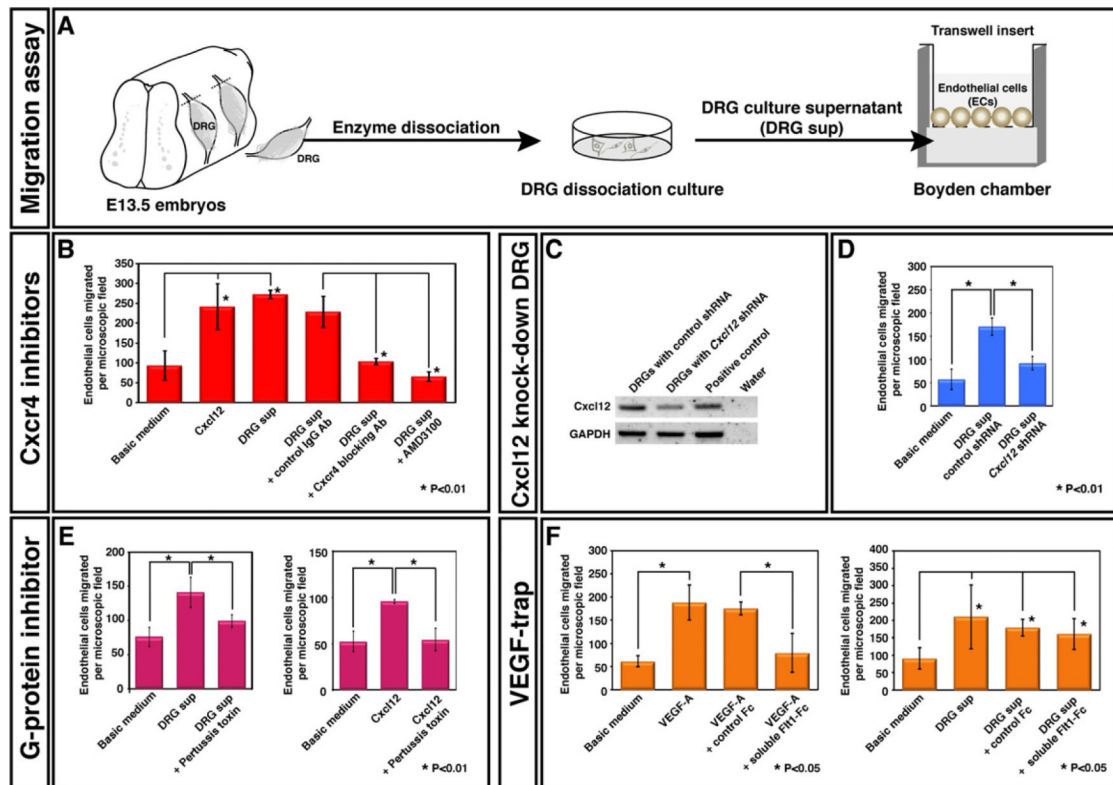 Migration assay
A
DRG
DRG
E13.5 embryos
Enzyme dissociation
DRG dissociation culture
DRG culture supernatant
(DRG sup)
Transwell insert
Endothelial cells
(ECs)
Boyden chamber
Cxcr4 inhibitors
B
Endothelial cells migrated
per microscopic field
350
300
250
200
150
100
50
0
*
*
*
*
Basic medium
Cxcl12
DRG sup
DRG sup
+ control IgG Ab
DRG sup
+ Cxcr4 blocking Ab
DRG sup
+ AMD3100
* P<0.01
Cxcl12 knock-down DRG
C
DRGs with control shRNA
DRGs with Cxcl12 shRNA
Positive control
Water
Cxcl12
GAPDH
D
Endothelial cells migrated
per microscopic field
300
250
200
150
100
50
0
*
*
Basic medium
DRG sup
control shRNA
DRG sup
Cxcl12 shRNA
* P<0.01
G-protein inhibitor
E
Endothelial cells migrated
per microscopic field
200
150
100
50
0
*
*
Basic medium
DRG sup
DRG sup
+ Pertussis toxin
Endothelial cells migrated
per microscopic field
150
100
50
0
*
*
Basic medium
Cxcl12
Cxcl12
+ Pertussis toxin
* P<0.01
VEGF-trap
F
Endothelial cells migrated
per microscopic field
300
250
200
150
100
50
0
*
*
Basic medium
VEGF-A
VEGF-A
+ control Fc
VEGF-A
+ soluble Flt1-Fc
* P<0.05
Endothelial cells migrated
per microscopic field
400
350
300
250
200
150
100
50
0
*
*
*
Basic medium
DRG sup
DRG sup
+ control Fc
DRG sup
+ soluble Flt1-Fc
* P<0.05